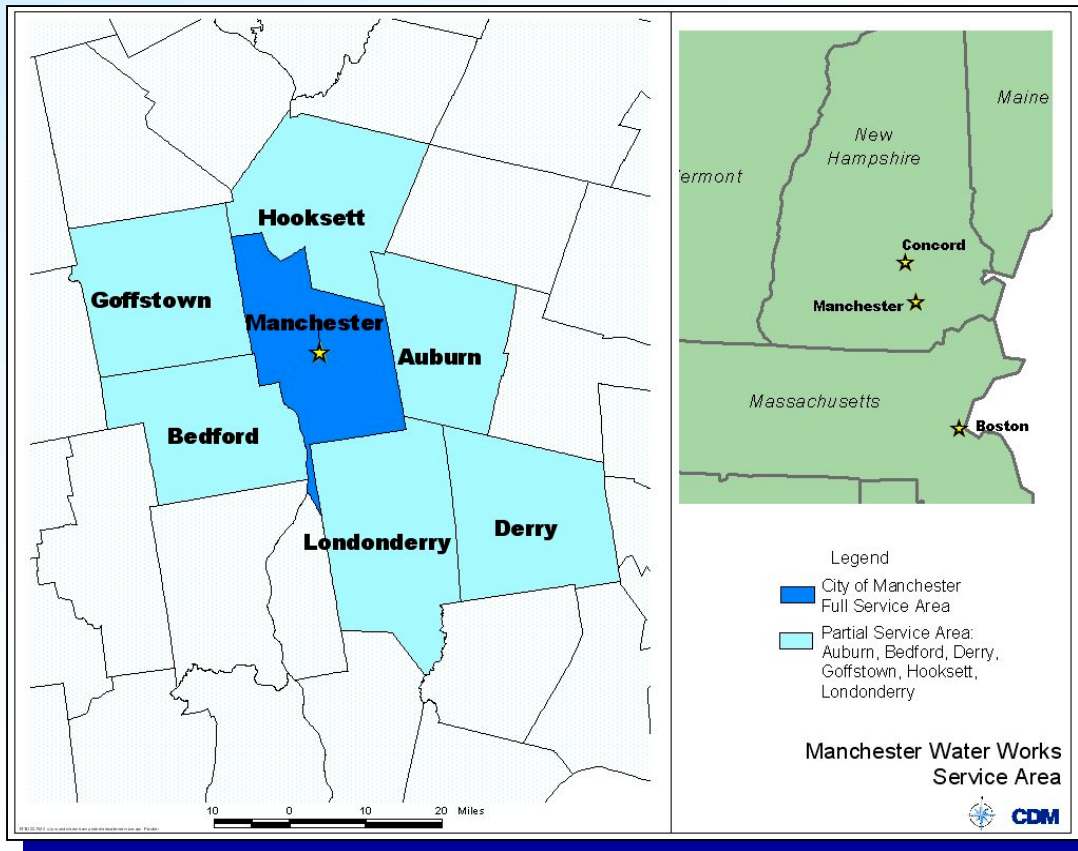 Hooksett
Goffstown
Manchester
Auburn
Bedford
Londonderry
Derry
10 0 10 20 Miles
Maine
New
Hampshire
ermont
Concord
Manchester
Massachusetts
Boston
Legend
City of Manchester
Full Service Area
Partial Service Area:
Auburn, Bedford, Derry,
Goffstown, Hooksett,
Londonderry
Manchester Water Works
Service Area
CDM